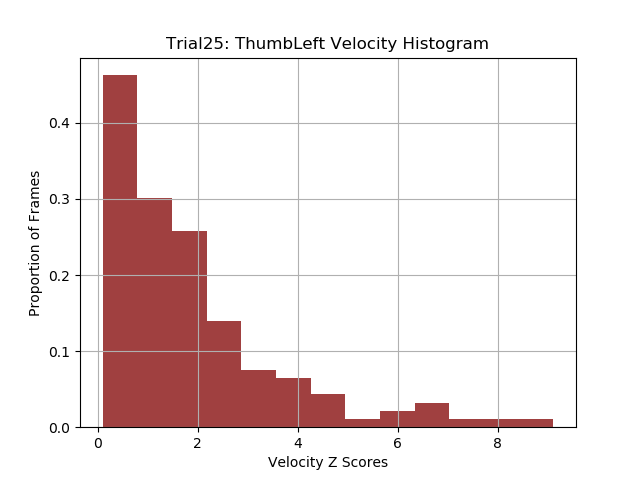 Trial25: ThumbLeft Velocity Histogram
Proportion of Frames
0.4
0.3
0.2
0.1
0.0
0 2 4 6 8
Velocity Z Scores